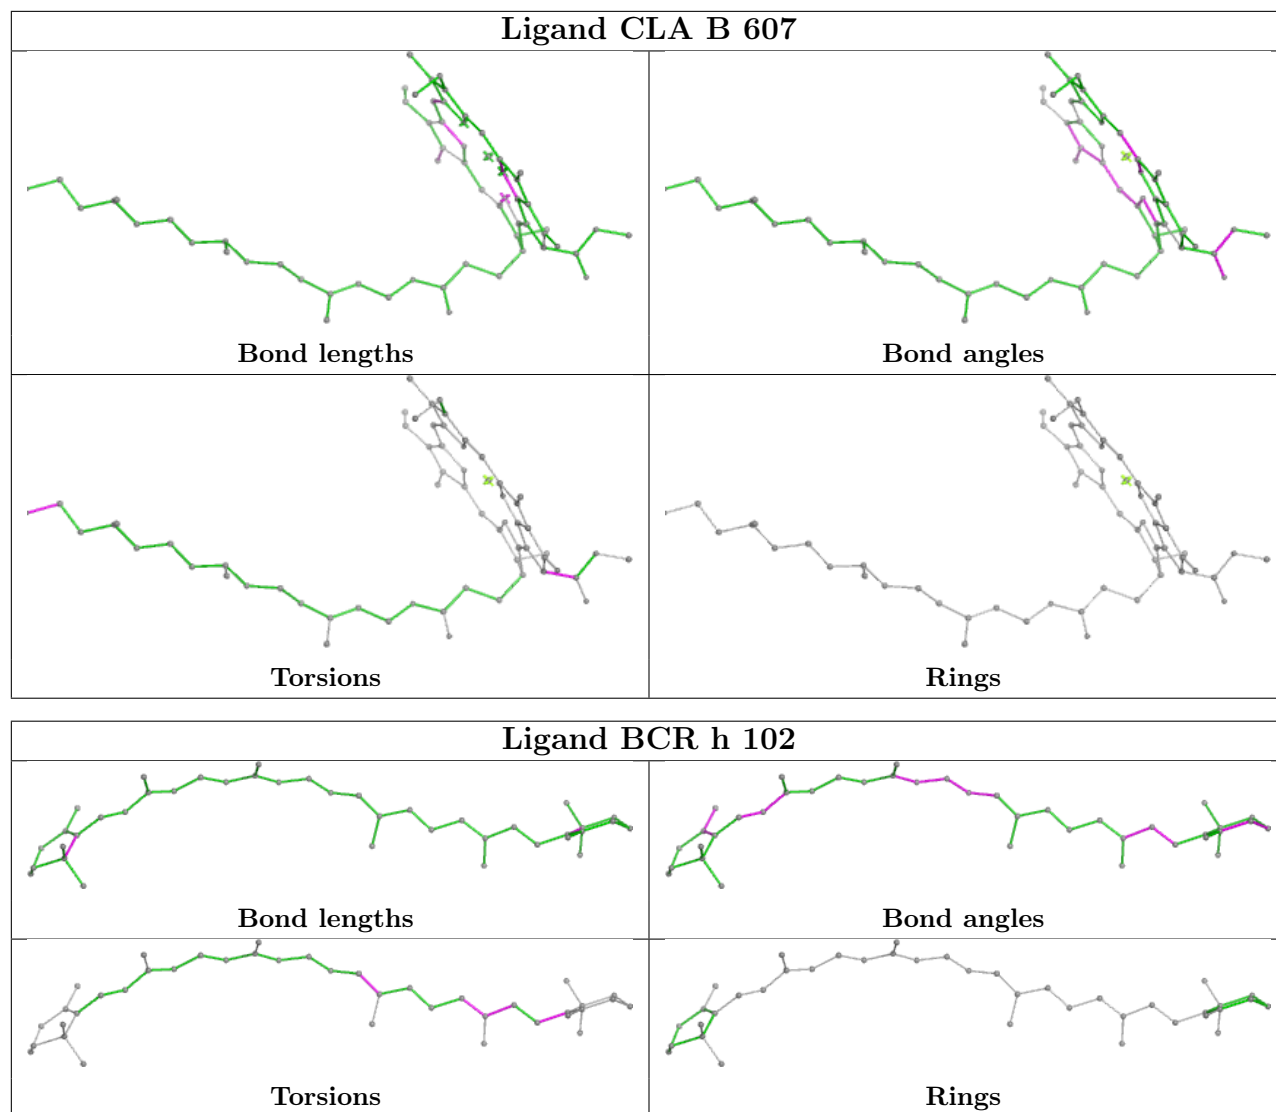 Ligand CLA B 607
Bond lengths
Bond angles
Torsions
Rings
Ligand BCR h 102
Bond lengths
Bond angles
Torsions
Rings